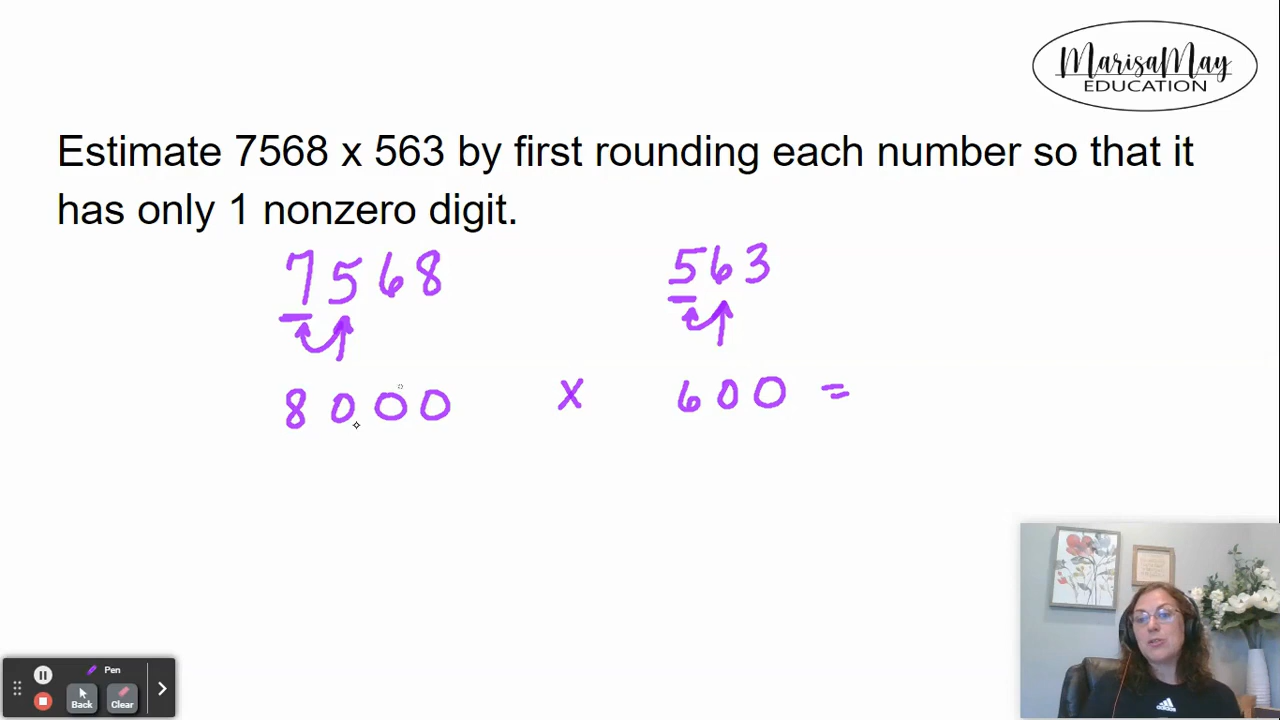 MarisaMay
EDUCATION
Estimate 7568 x 563 by first rounding each number so that it
has only 1 nonzero digit.
7568 563
8000 x 600 =
Pen
Back Clear
adidas